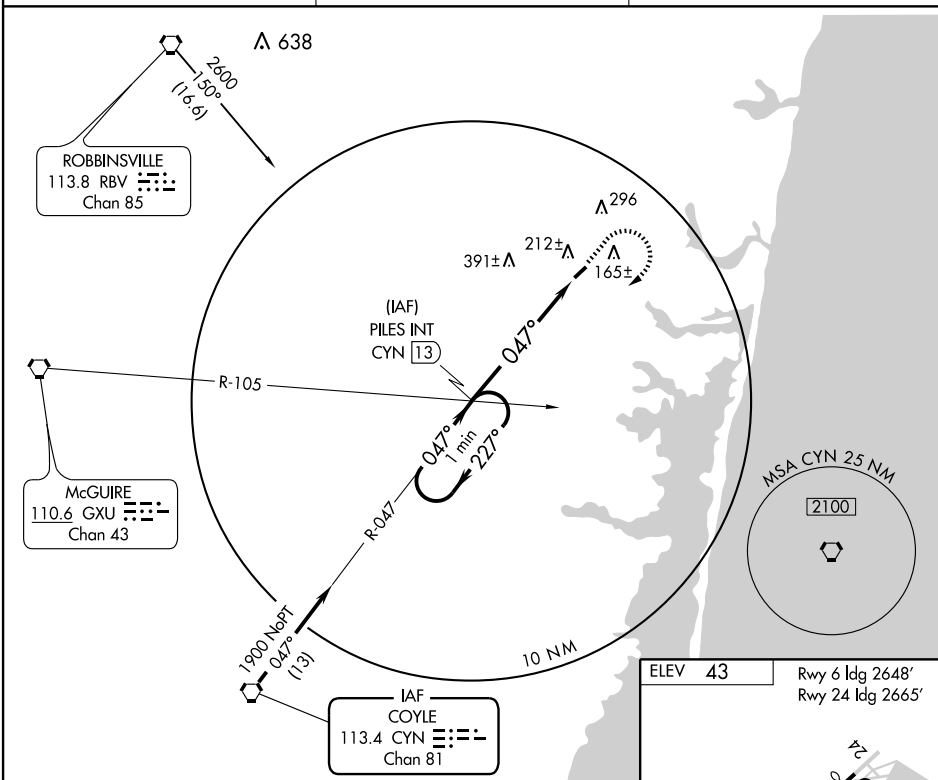 638
2600
150°
(16.6)
ROBBINSVILLE
113.8 RBV
Chan 85
296
212±
391±
165±
(IAF)
PILES INT
CYN 13
047°
R-105
047°
1 min
227°
McGUIRE
110.6 GXU
Chan 43
R-047
MSA CYN 25 NM
2100
1900 NoPT
047°
(13)
10 NM
IAF
COYLE
113.4 CYN
Chan 81
ELEV 43
Rwy 6 ldg 2648'
Rwy 24 ldg 2665'
24